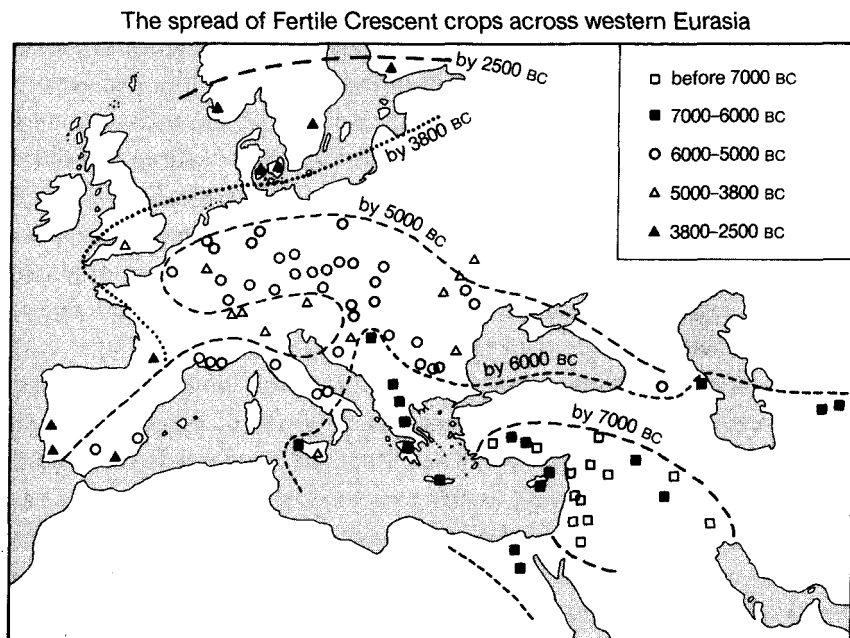 The spread of Fertile Crescent crops across western Eurasia
by 2500 BC
by 3800 BC
by 5000 BC
by 6000 BC
by 7000 BC
before 7000 BC
7000–6000 BC
6000–5000 BC
5000–3800 BC
3800–2500 BC